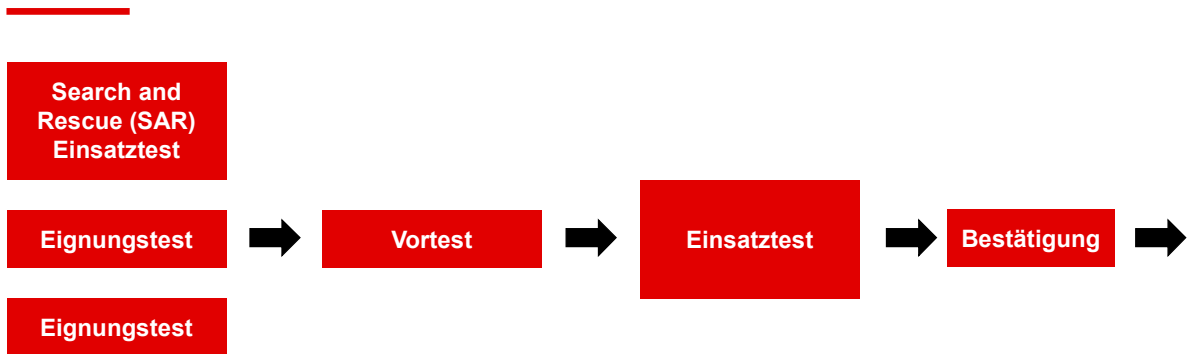 Search and
Rescue (SAR)
Einsatztest
Eignungstest
Vortest
Einsatztest
Bestätigung
Eignungstest